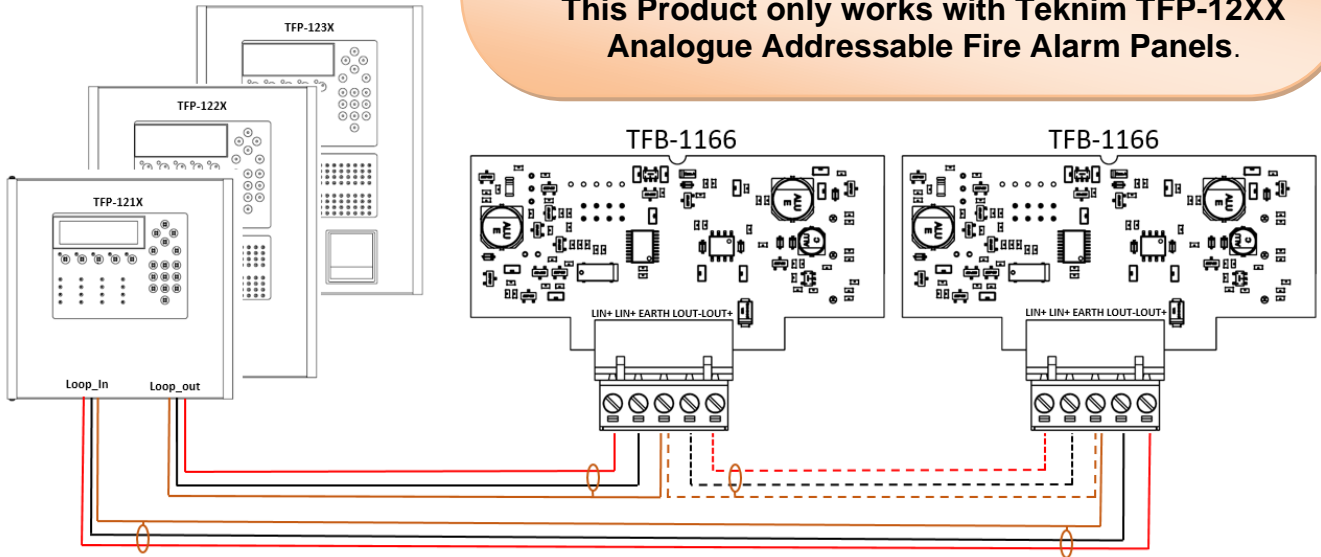 This Product only works with Teknim TFP-12XX
Analogue Addressable Fire Alarm Panels.
TFP-123X
TFP-122X
TFP-121X
Loop_In
Loop_out
TFB-1166
LIN+ LIN+ EARTH LOUT-LOUT+
TFB-1166
LIN+ LIN+ EARTH LOUT-LOUT+